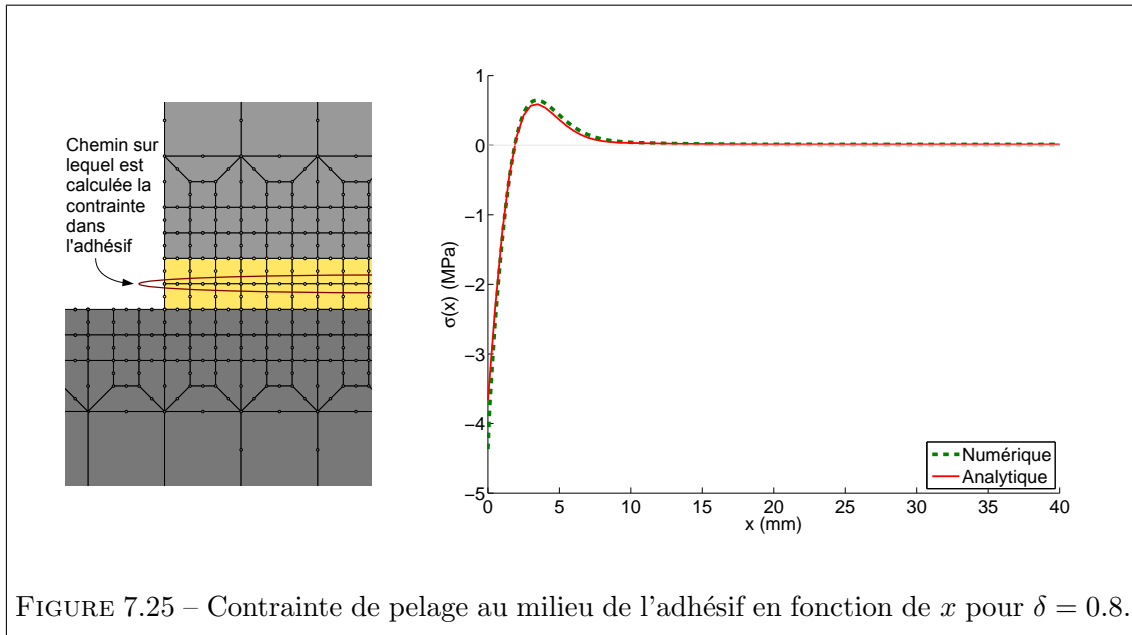 Chemin sur
lequel est
calculée la
contrainte
dans
l'adhésif
1
0
−1
−2
−3
−4
−5
σ(x) (MPa)
0
5
10
15
20
25
30
35
40
x (mm)
Numérique
Analytique
FIGURE 7.25 – Contrainte de pelage au milieu de l'adhésif en fonction de x pour δ = 0.8.